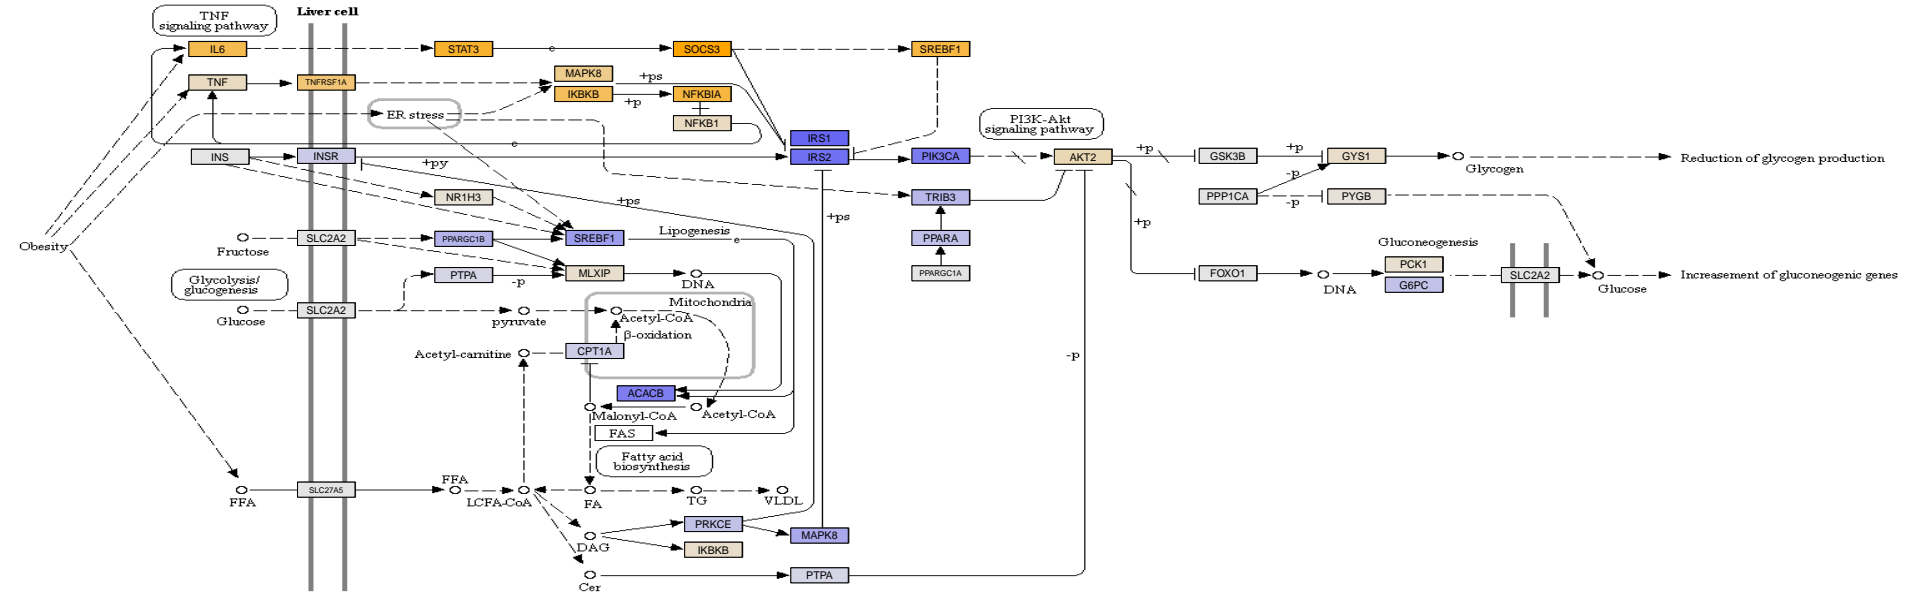 TNF
signaling pathway
Liver cell
IL6
STAT3
e
SOCS3
SREBF1
TNF
TNFRSF1A
MAPK8
+ps
IKBKB
+p
NFKBIA
ER stress
NFKB1
PI3K-Akt
signaling pathway
e
IRS1
INS
INSR
+py
IRS2
PIK3CA
AKT2
+p
GSK3B
+p
GYS1
Glycogen
Reduction of glycogen production
-p
NR1H3
+ps
TRIB3
PPP1CA
-p
PYGB
+ps
+p
Obesity
Fructose
SLC2A2
PPARGC1B
SREBF1
Lipogenesis
e
PPARA
Gluconeogenesis
Glycolysis/
glucogenesis
PTPA
-p
MLXIP
DNA
PPARGC1A
FOXO1
DNA
PCK1
G6PC
SLC2A2
Glucose
Increasement of gluconeogenic genes
Glucose
SLC2A2
pyruvate
Mitochondria
Acetyl-CoA
β-oxidation
Acetyl-carnitine
CPT1A
-p
ACACB
Malonyl-CoA
Acetyl-CoA
FAS
Fatty acid
biosynthesis
FFA
SLC27A5
FFA
LCFA-CoA
FA
TG
VLDL
PRKCE
MAPK8
DAG
IKBKB
Cer
PTPA